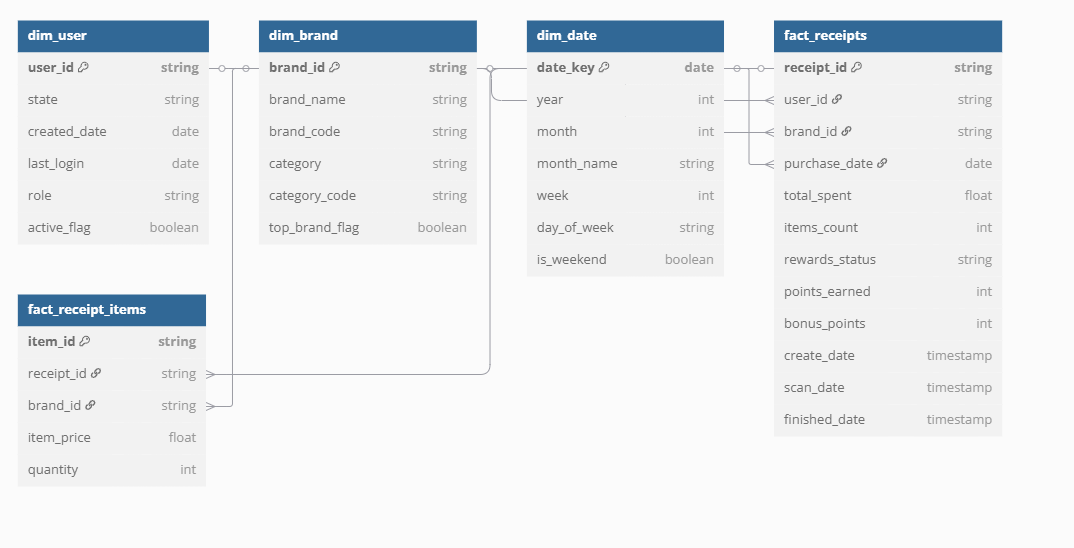 dim_user
user_id string
state string
created_date date
last_login date
role string
active_flag boolean
dim_brand
brand_id string
brand_name string
brand_code string
category string
category_code string
top_brand_flag boolean
dim_date
date_key date
year int
month int
month_name string
week int
day_of_week string
is_weekend boolean
fact_receipts
receipt_id string
user_id string
brand_id string
purchase_date date
total_spent float
items_count int
rewards_status string
points_earned int
bonus_points int
create_date timestamp
scan_date timestamp
finished_date timestamp
fact_receipt_items
item_id string
receipt_id string
brand_id string
item_price float
quantity int